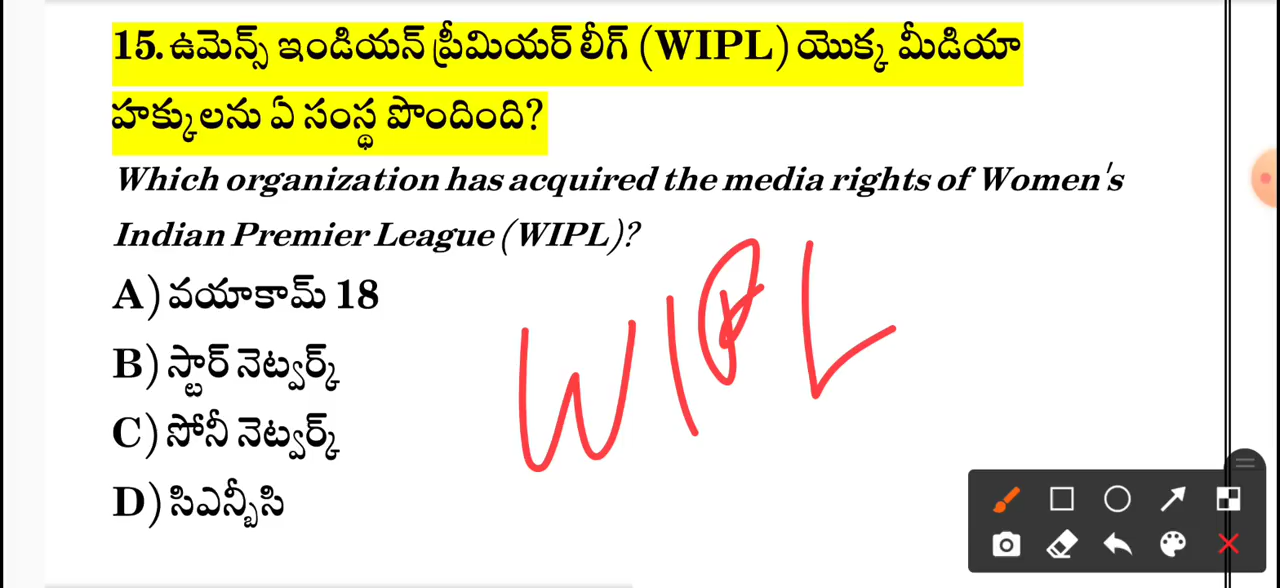 15. ఉమెన్స్ ఇండియన్ ప్రీమియర్ లీగ్ (WIPL) యొక్క మీడియా
హక్కులను ఏ సంస్థ పొందింది?
Which organization has acquired the media rights of Women's
Indian Premier League (WIPL)?
A) వయాకామ్ 18
B) స్టార్ నెట్వర్క్
C) సోనీ నెట్వర్క్
D) సిఎన్బీసి
WIPL